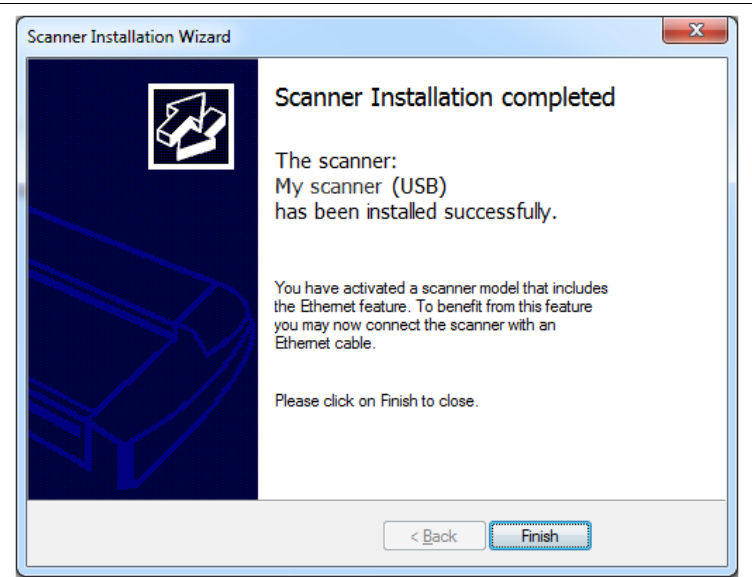 Scanner Installation Wizard
Scanner Installation completed
The scanner:
My scanner (USB)
has been installed successfully.
You have activated a scanner model that includes
the Ethernet feature. To benefit from this feature
you may now connect the scanner with an
Ethernet cable.
Please click on Finish to close.
< Back Finish